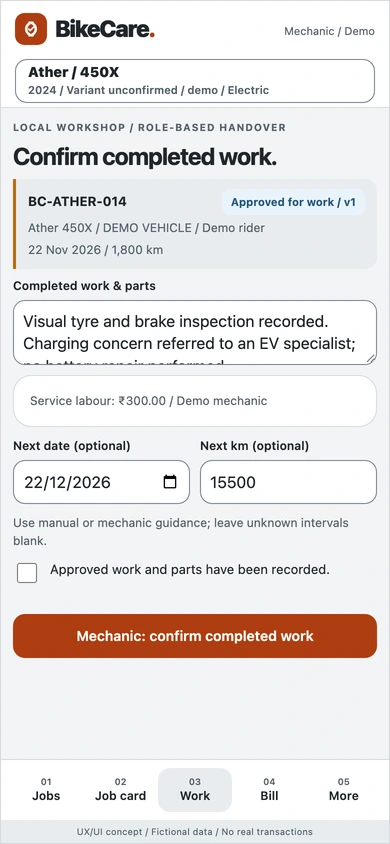 BikeCare.
Mechanic / Demo
Ather / 450X
2024 / Variant unconfirmed / demo / Electric
LOCAL WORKSHOP / ROLE-BASED HANDOVER
Confirm completed work.
BC-ATHER-014
Approved for work / v1
Ather 450X / DEMO VEHICLE / Demo rider
22 Nov 2026 / 1,800 km
Completed work & parts
Visual tyre and brake inspection recorded.
Charging concern referred to an EV specialist;
no battery repair performed.
Service labour: ₹300.00 / Demo mechanic
Next date (optional)
Next km (optional)
22/12/2026
15500
Use manual or mechanic guidance; leave unknown intervals
blank.
Approved work and parts have been recorded.
Mechanic: confirm completed work
01
Jobs
02
Job card
03
Work
04
Bill
05
More
UX/UI concept / Fictional data / No real transactions